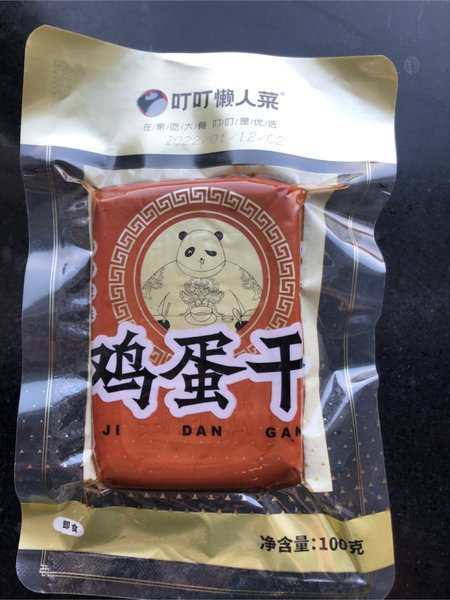 叮叮懒人菜®
在/家/吃/大/餐 叮/叮/是/优/选
2022/01/12/02
鸡蛋干
JI DAN GAN
即食
净含量:100克